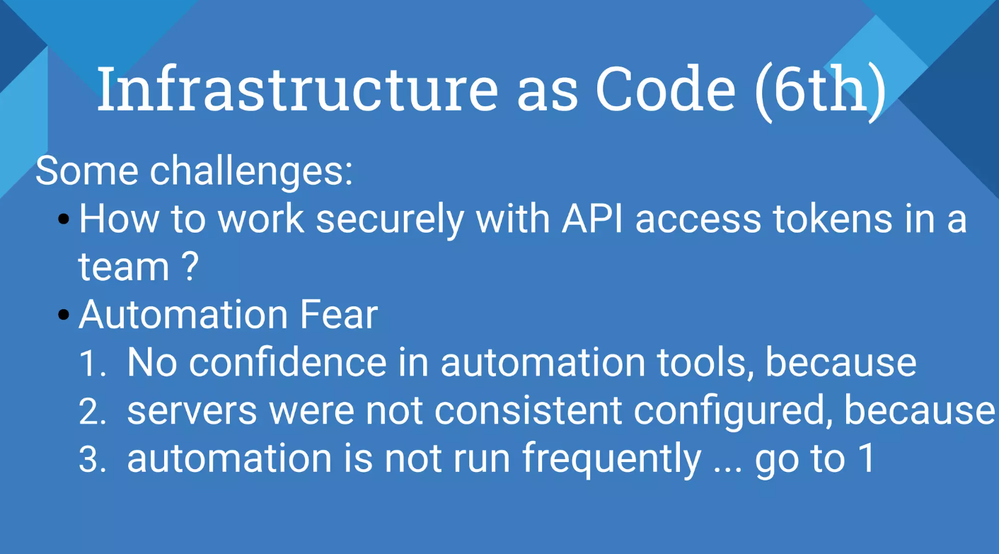 Infrastructure as Code (6th)
Some challenges:
• How to work securely with API access tokens in a
team ?
• Automation Fear
1. No confidence in automation tools, because
2. servers were not consistent configured, because
3. automation is not run frequently ... go to 1